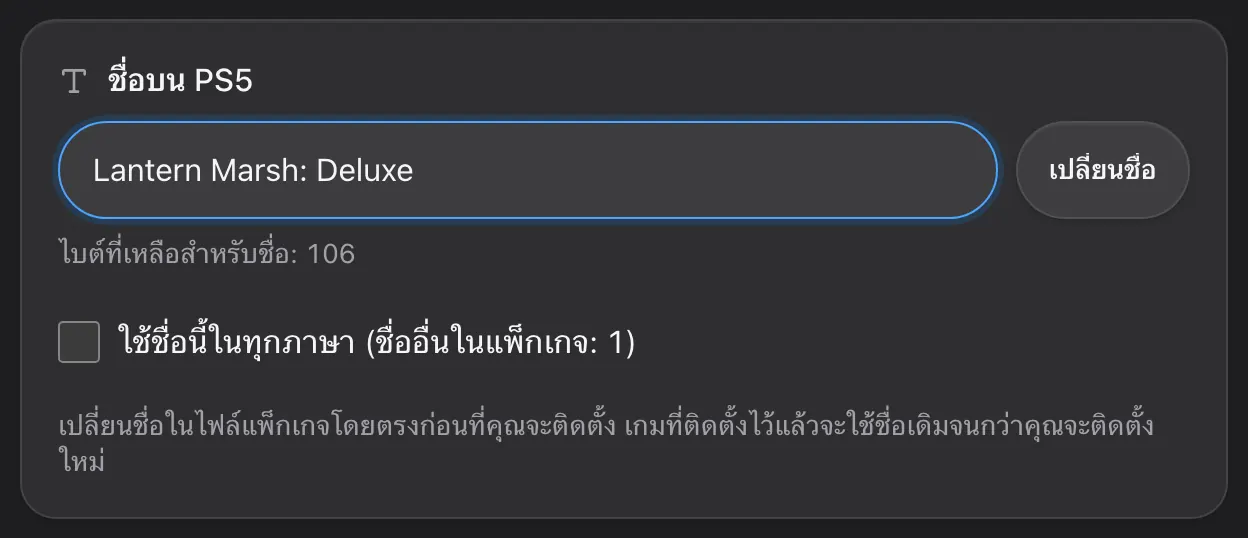 ชื่อบน PS5
Lantern Marsh: Deluxe
เปลี่ยนชื่อ
ไบต์ที่เหลือสำหรับชื่อ: 106
ใช้ชื่อนี้ในทุกภาษา (ชื่ออื่นในแพ็กเกจ: 1)
เปลี่ยนชื่อในไฟล์แพ็กเกจโดยตรงก่อนที่คุณจะติดตั้ง เกมที่ติดตั้งไว้แล้วจะใช้ชื่อเดิมจนกว่าคุณจะติดตั้ง
ใหม่